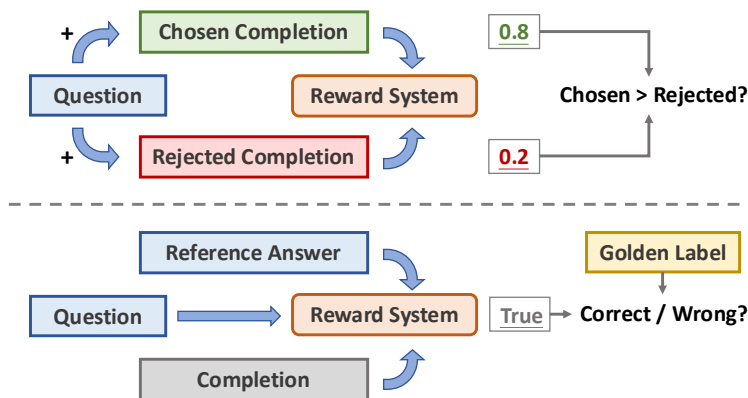 +
Chosen Completion
0.8
Question
Reward System
Chosen > Rejected?
+
Rejected Completion
0.2
Reference Answer
Golden Label
Question
Reward System
True
Correct / Wrong?
Completion